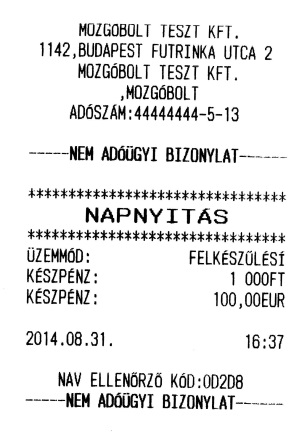 MOZGÓBOLT TESZT KFT.
1142,BUDAPEST FUTRINKA UTCA 2
MOZGÓBOLT TESZT KFT.
,MOZGÓBOLT
ADÓSZÁM:44444444-5-13
-----NEM ADÓÜGYI BIZONYLAT-----
********************************
NAPNYITÁS
********************************
ÜZEMMÓD: FELKÉSZÜLÉSI
KÉSZPÉNZ: 1 000FT
KÉSZPÉNZ: 100,00EUR
2014.08.31. 16:37
NAV ELLENŐRZŐ KÓD:0D2D8
-----NEM ADÓÜGYI BIZONYLAT-----